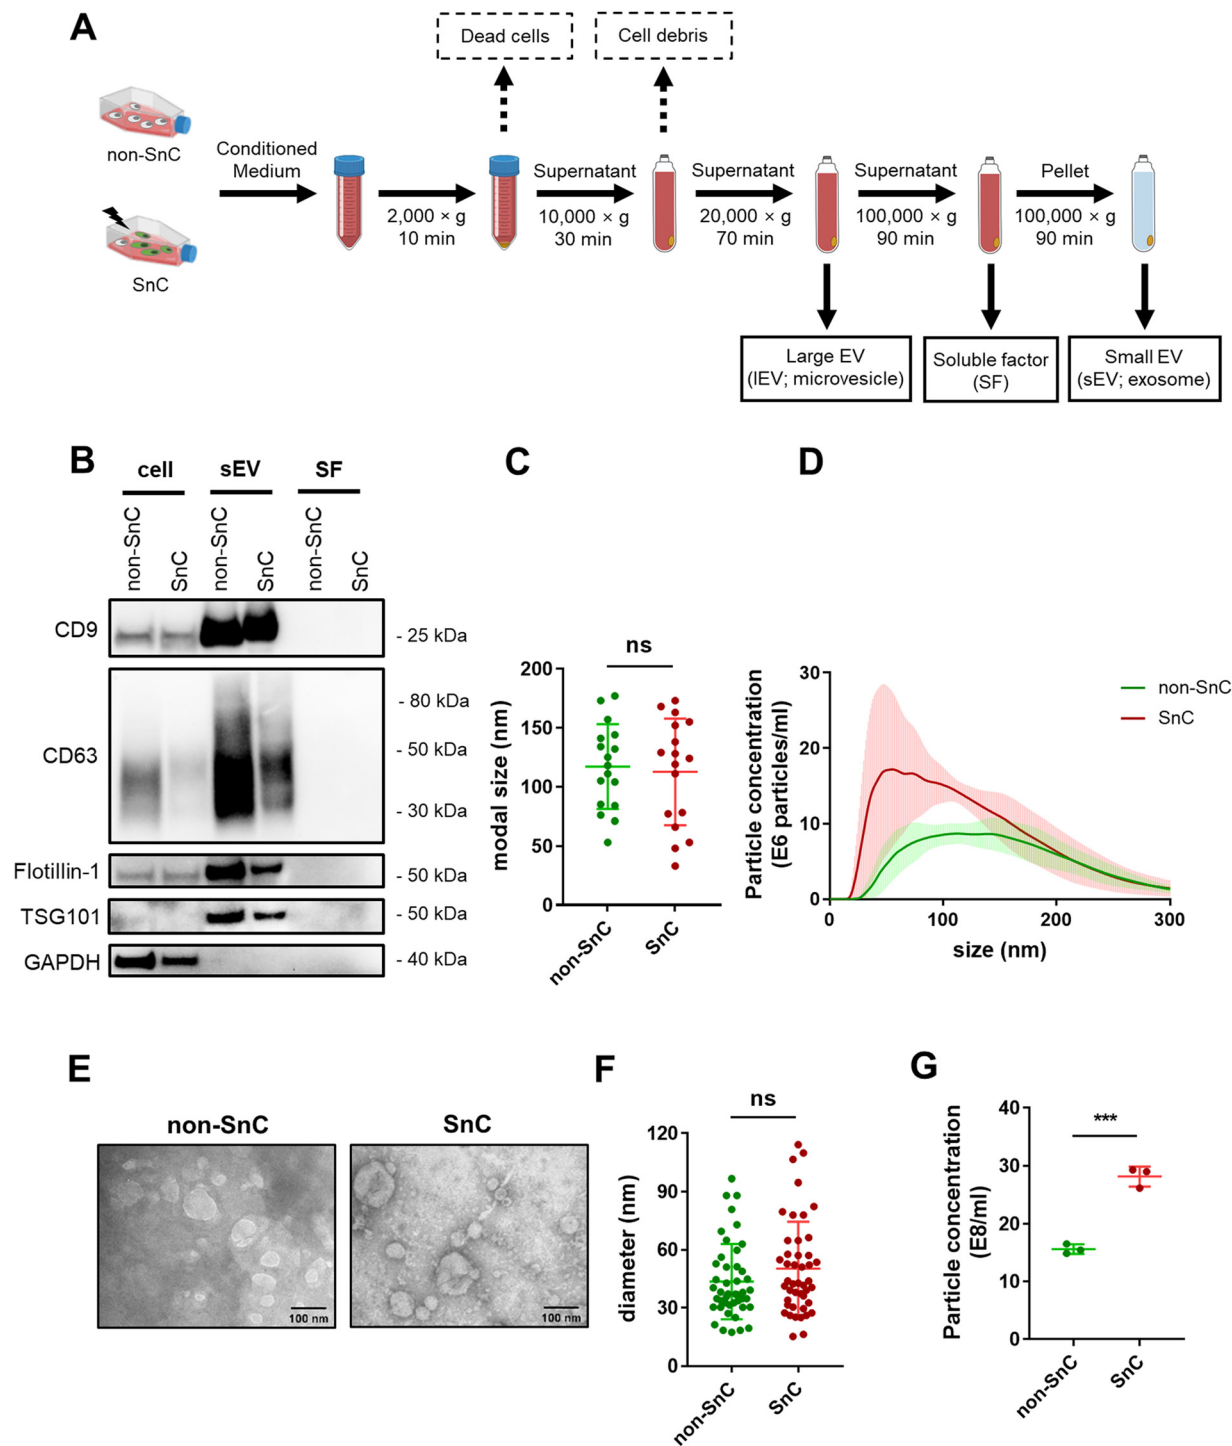 A
Dead cells
Cell debris
non-SnC
SnC
Conditioned
Medium
2,000 × g
10 min
Supernatant
10,000 × g
30 min
Supernatant
20,000 × g
70 min
Supernatant
100,000 × g
90 min
Pellet
100,000 × g
90 min
Large EV
(lEV; microvesicle)
Soluble factor
(SF)
Small EV
(sEV; exosome)
B
cell
sEV
SF
non-SnC
SnC
non-SnC
SnC
non-SnC
SnC
CD9
- 25 kDa
CD63
- 80 kDa
- 50 kDa
- 30 kDa
Flotillin-1
- 50 kDa
TSG101
- 50 kDa
GAPDH
- 40 kDa
C
ns
modal size (nm)
200
150
100
50
0
non-SnC
SnC
D
Particle concentration
(E6 particles/ml)
30
20
10
0
0
100
200
300
size (nm)
non-SnC
SnC
E
non-SnC
SnC
100 nm
100 nm
F
ns
diameter (nm)
120
90
60
30
0
non-SnC
SnC
G
Particle concentration
(E8/ml)
40
30
20
10
0
***
non-SnC
SnC